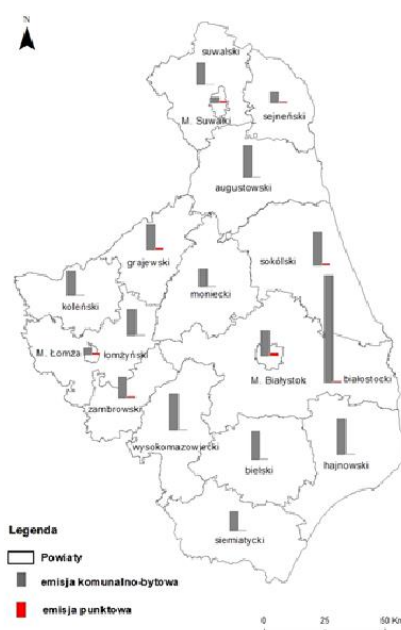 N
suwalski
M. Suwałki
sejneński
augustowski
grajewski
sokólski
koleński
moniecki
M. Łomża
łomżyński
M. Białystok
białostocki
zambrowski
wysokomazowiecki
bielski
hajnowski
siemiatycki
Legenda
Powiaty
emisja komunalno-bytowa
emisja punktowa
0 25 50 Km